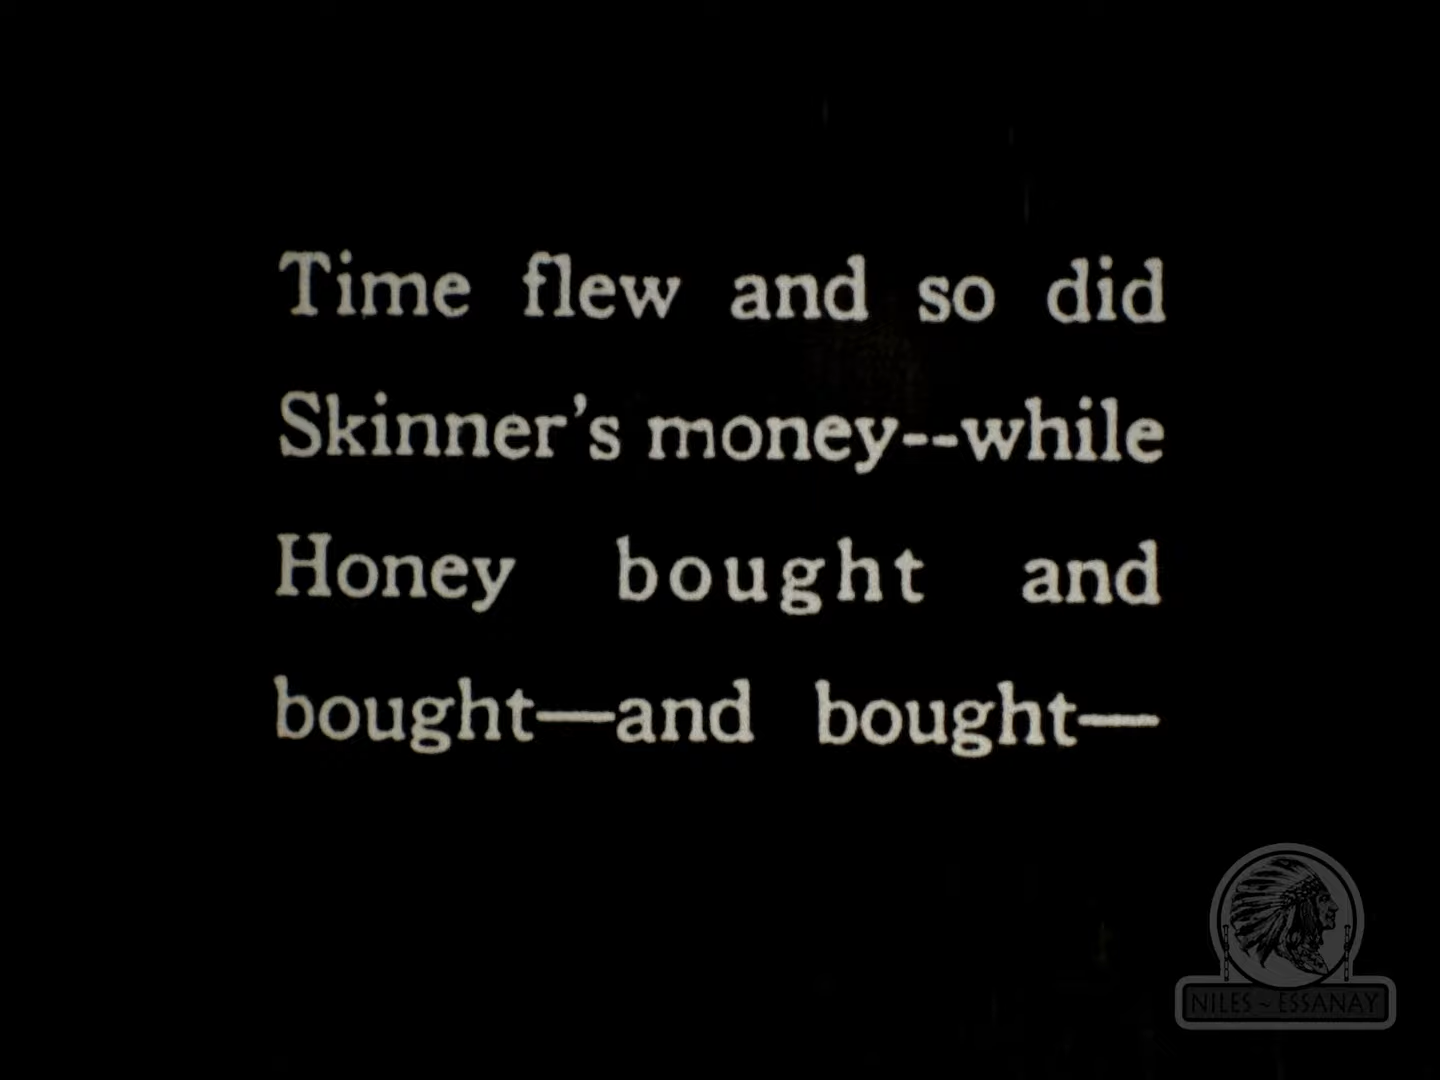 Time flew and so did
Skinner's money--while
Honey bought and
bought—and bought—
NILES ~ ESSANAY